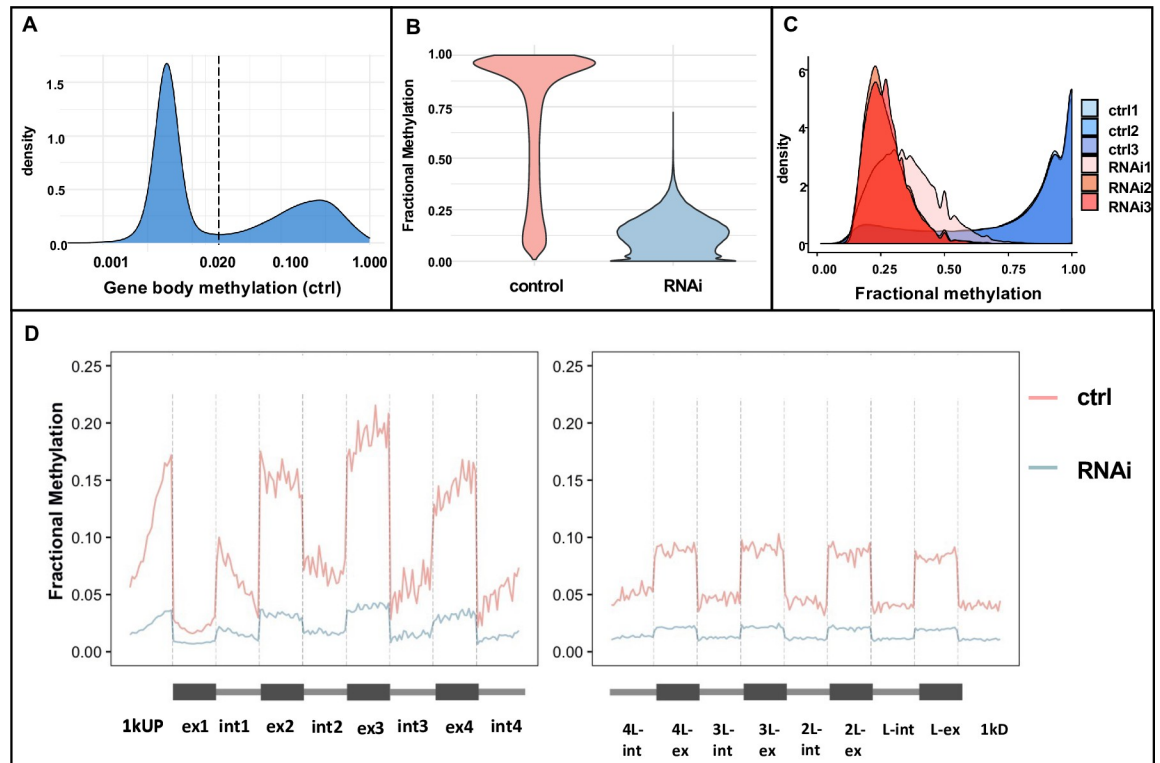 A
density
1.5
1.0
0.5
0.0
0.001
0.020
0.100
1.000
Gene body methylation (ctrl)
B
Fractional Methylation
1.00
0.75
0.50
0.25
0.00
control
RNAi
C
density
6
4
2
0
0.00
0.25
0.50
0.75
1.00
Fractional methylation
ctrl1
ctrl2
ctrl3
RNAi1
RNAi2
RNAi3
D
Fractional Methylation
0.25
0.20
0.15
0.10
0.05
0.00
1kUP
ex1
int1
ex2
int2
ex3
int3
ex4
int4
0.25
0.20
0.15
0.10
0.05
0.00
4L-
int
4L-
ex
3L-
int
3L-
ex
2L-
int
2L-
ex
L-int
L-ex
1kD
ctrl
RNAi